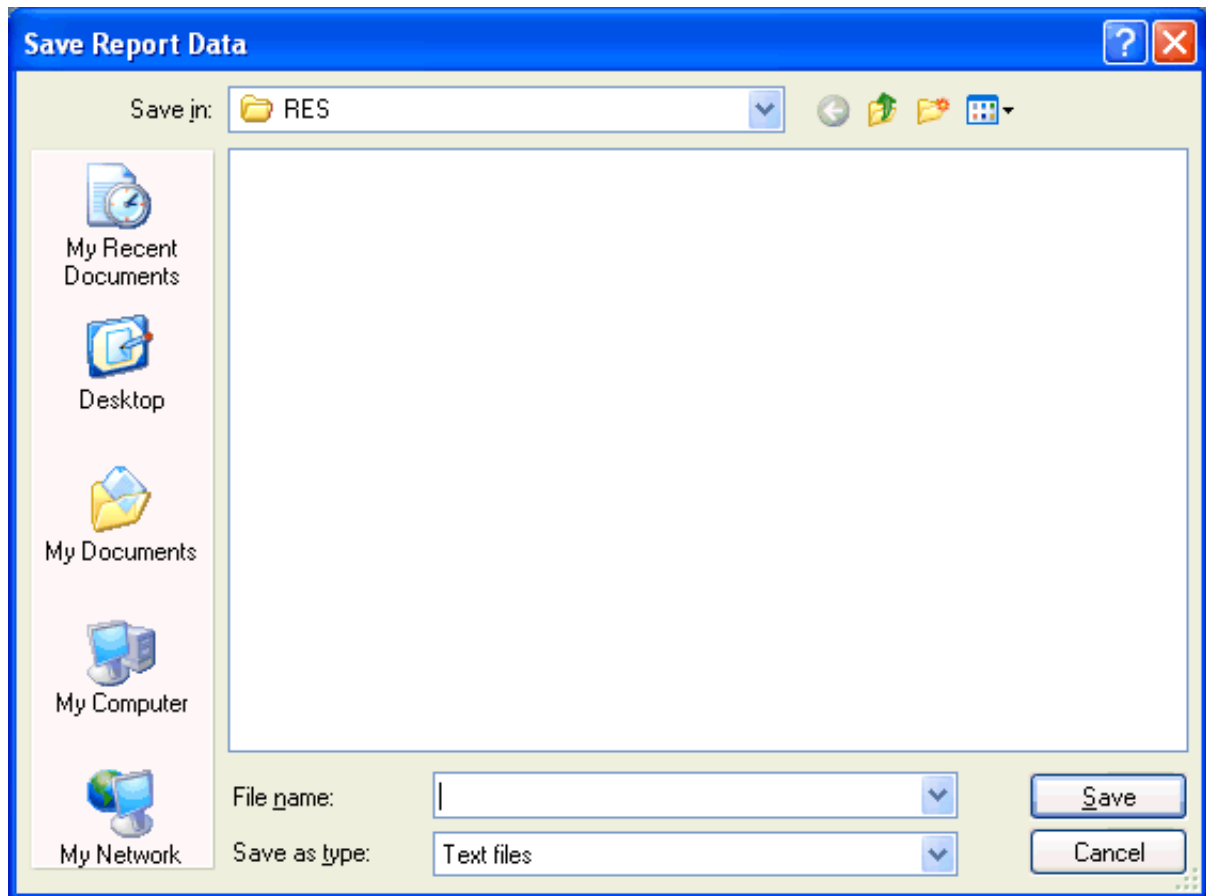 Save Report Data
Save in:
RES
My Recent
Documents
Desktop
My Documents
My Computer
My Network
File name:
Save
Save as type:
Text files
Cancel